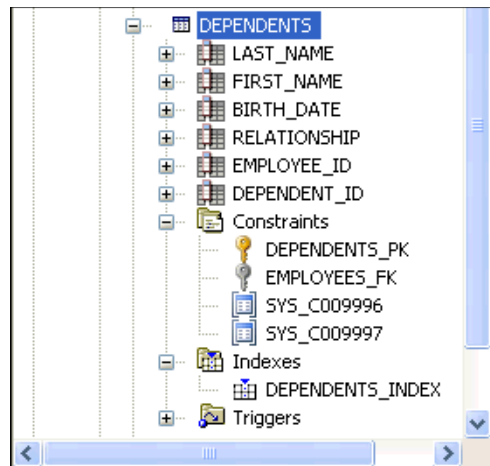 DEPENDENTS
LAST_NAME
FIRST_NAME
BIRTH_DATE
RELATIONSHIP
EMPLOYEE_ID
DEPENDENT_ID
Constraints
DEPENDENTS_PK
EMPLOYEES_FK
SYS_C009996
SYS_C009997
Indexes
DEPENDENTS_INDEX
Triggers